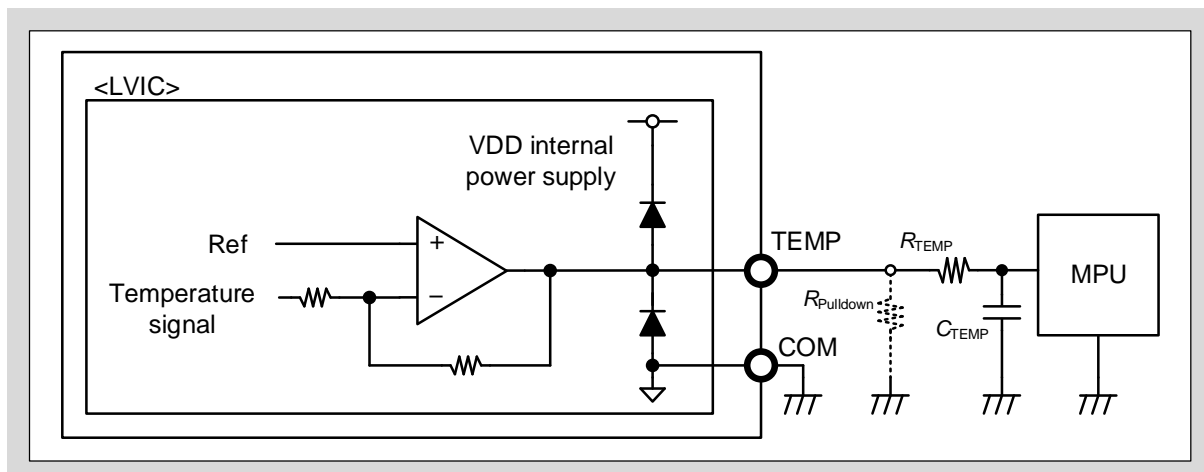 <LVIC>
VDD internal
power supply
Ref
+
Temperature
signal
−
TEMP
COM
RPulldown
RTEMP
CTEMP
MPU